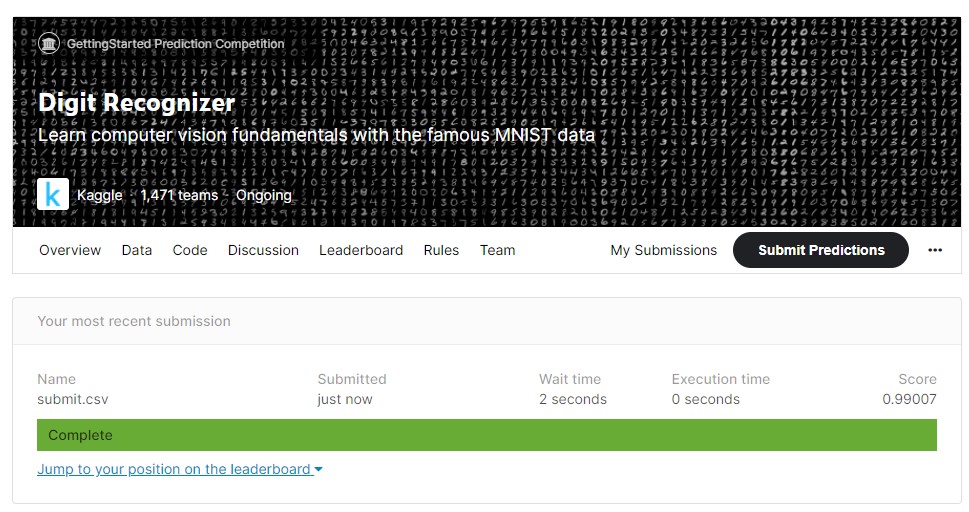 GettingStarted Prediction Competition
Digit Recognizer
Learn computer vision fundamentals with the famous MNIST data
k Kaggle · 1,471 teams · Ongoing
Overview Data Code Discussion Leaderboard Rules Team My Submissions Submit Predictions
Your most recent submission
Name Submitted Wait time Execution time Score
submit.csv just now 2 seconds 0 seconds 0.99007
Complete
Jump to your position on the leaderboard